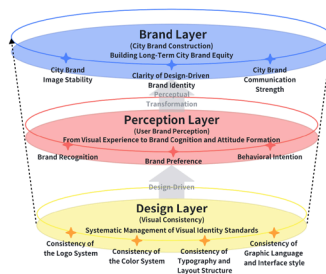 Brand Layer
(City Brand Construction)
Building Long-Term City Brand Equity
City Brand
Image Stability
Clarity of Design-Driven
Brand Identity
City Brand
Communication
Strength
Perceptual
Transformation
Perception Layer
(User Brand Perception)
From Visual Experience to Brand Cognition and Attitude Formation
Brand Recognition
Brand Preference
Behavioral Intention
Design-Driven
Design Layer
(Visual Consistency)
Systematic Management of Visual Identity Standards
Consistency of
the Logo System
Consistency of
the Color System
Consistency of
Typography and
Layout Structure
Consistency of
Graphic Language
and Interface style